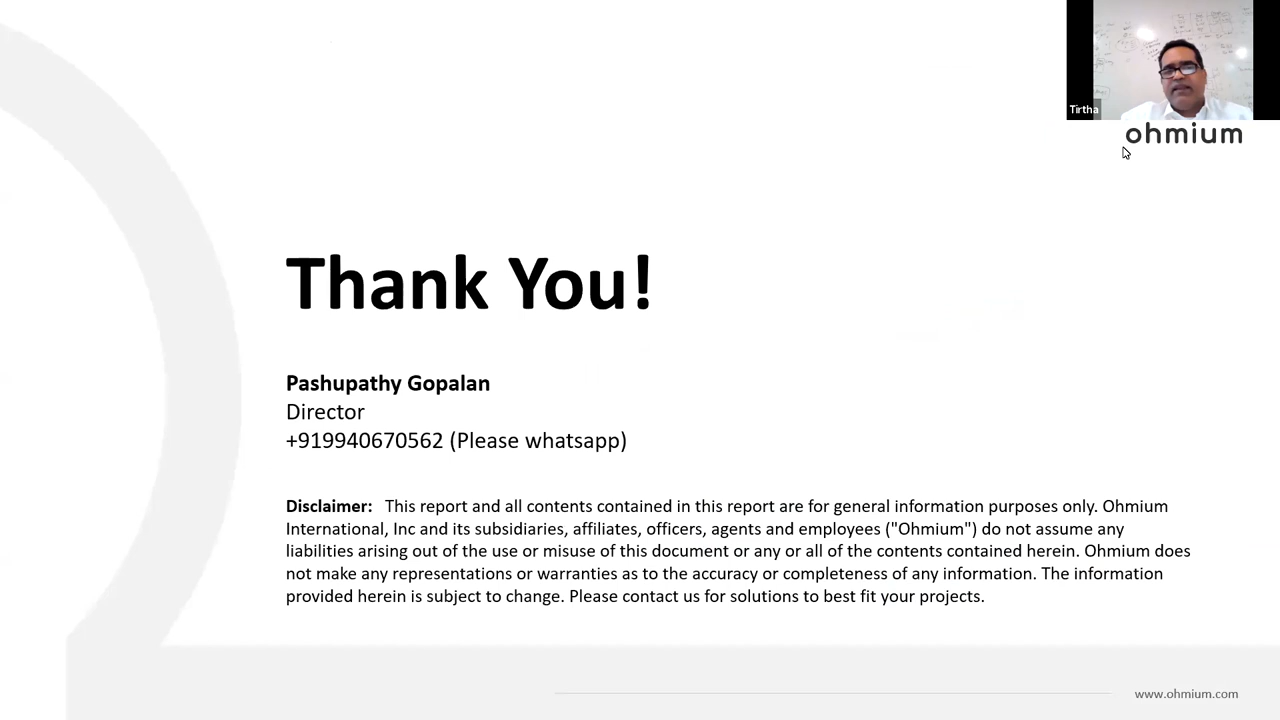 Tirtha
ohmium
Thank You!
Pashupathy Gopalan
Director
+919940670562 (Please whatsapp)
Disclaimer: This report and all contents contained in this report are for general information purposes only. Ohmium
International, Inc and its subsidiaries, affiliates, officers, agents and employees ("Ohmium") do not assume any
liabilities arising out of the use or misuse of this document or any or all of the contents contained herein. Ohmium does
not make any representations or warranties as to the accuracy or completeness of any information. The information
provided herein is subject to change. Please contact us for solutions to best fit your projects.
www.ohmium.com